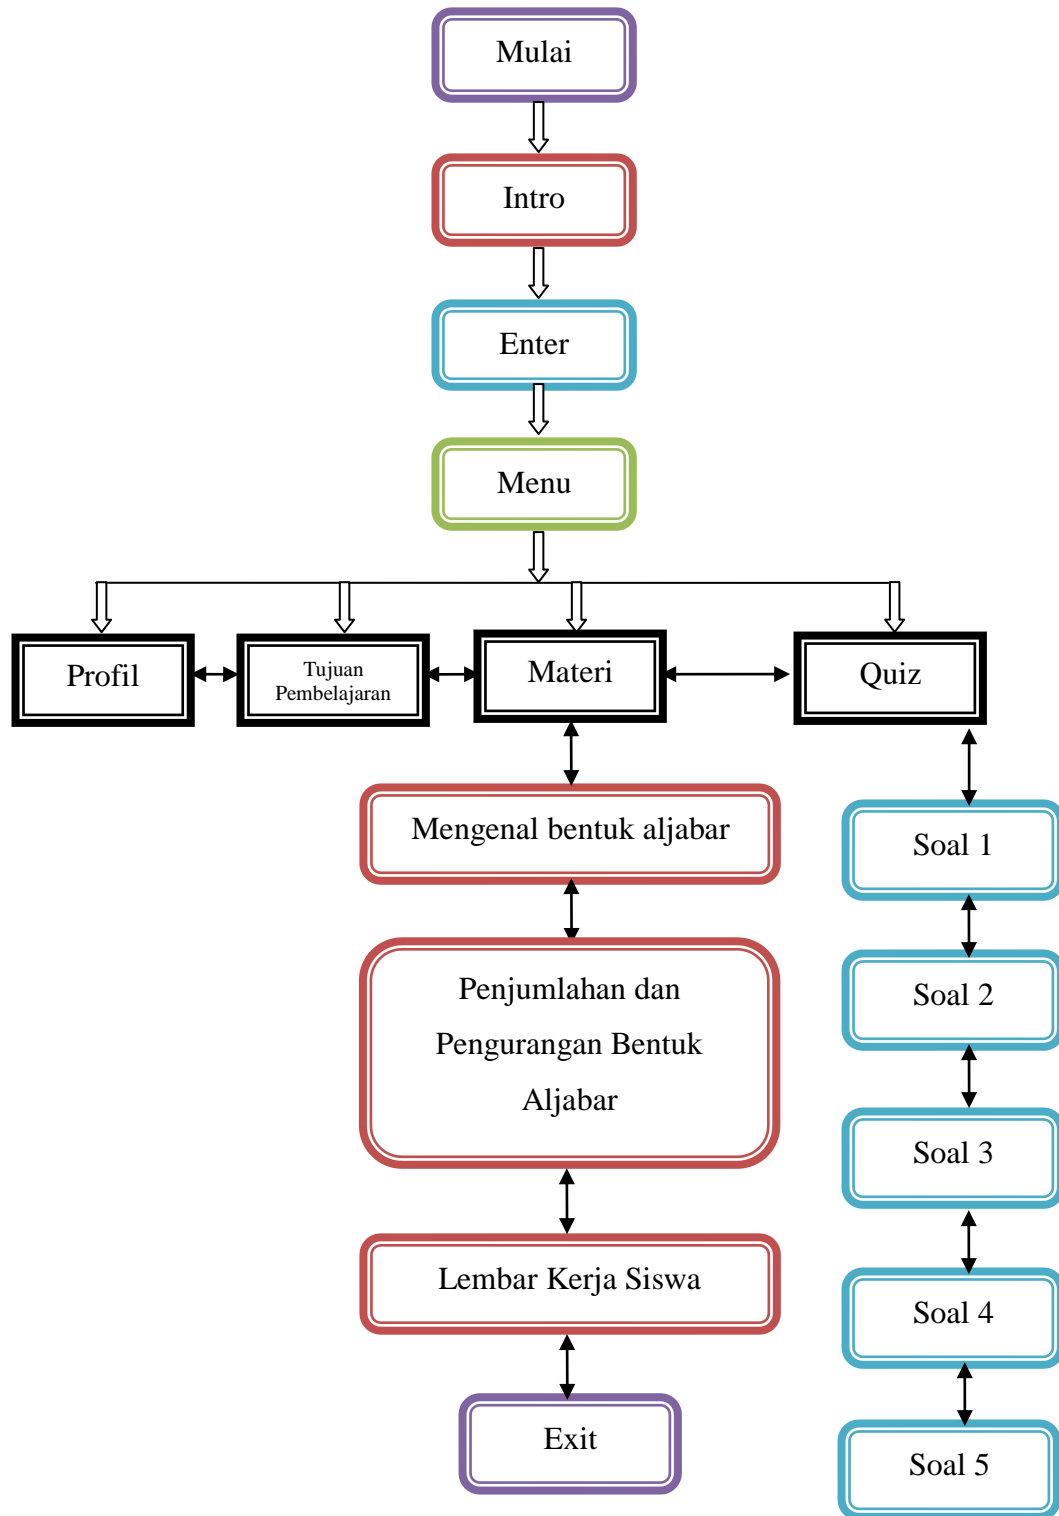 Mulai
Intro
Enter
Menu
Profil
Tujuan
Pembelajaran
Materi
Quiz
Mengenal bentuk aljabar
Penjumlahan dan
Pengurangan Bentuk
Aljabar
Lembar Kerja Siswa
Exit
Soal 1
Soal 2
Soal 3
Soal 4
Soal 5